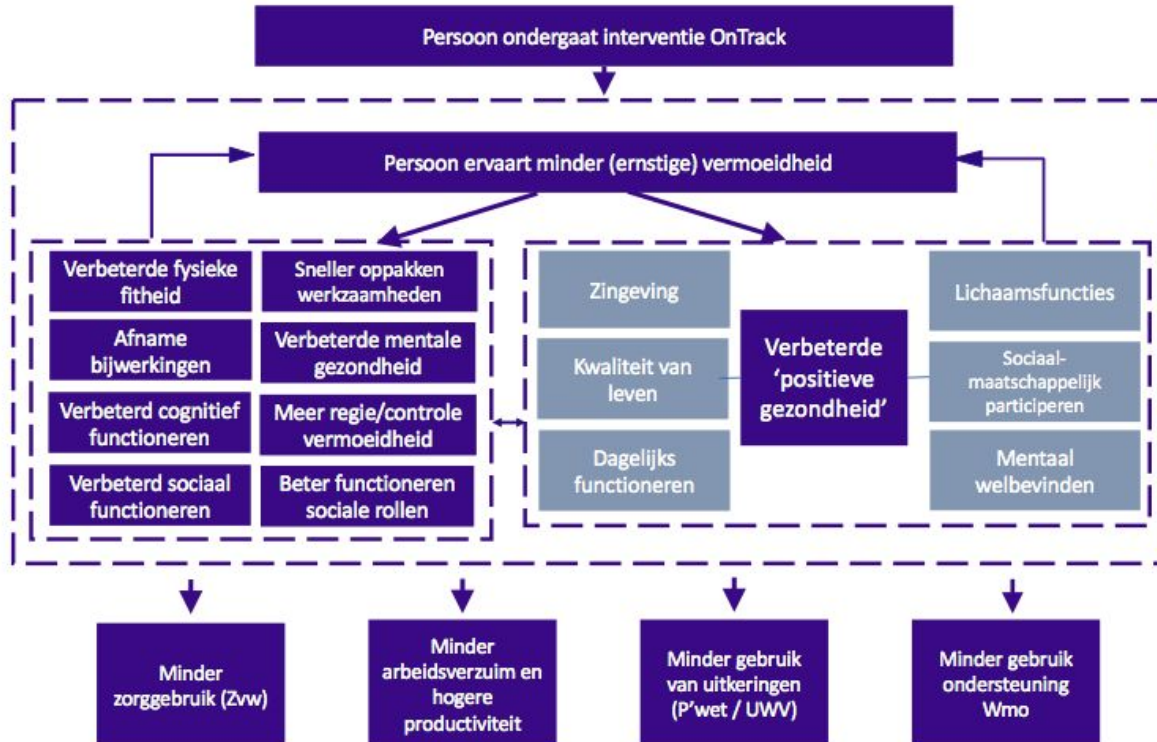 Persoon ondergaat interventie OnTrack
Persoon ervaart minder (ernstige) vermoeidheid
Verbeterde fysieke
fitheid
Sneller oppakken
werkzaamheden
Afname
bijwerkingen
Verbeterde mentale
gezondheid
Verbeterd cognitief
functioneren
Meer regie/controle
vermoeidheid
Verbeterd sociaal
functioneren
Beter functioneren
sociale rollen
Zingeving
Kwaliteit van
leven
Dagelijks
functioneren
Verbeterde
‘positieve
gezondheid’
Lichaamsfuncties
Sociaal-
maatschappelijk
participeren
Mentaal
welbevinden
Minder
zorggebruik (Zvw)
Minder
arbeidsverzuim en
hogere
productiviteit
Minder gebruik
van uitkeringen
(P’wet / UWV)
Minder gebruik
ondersteuning
Wmo